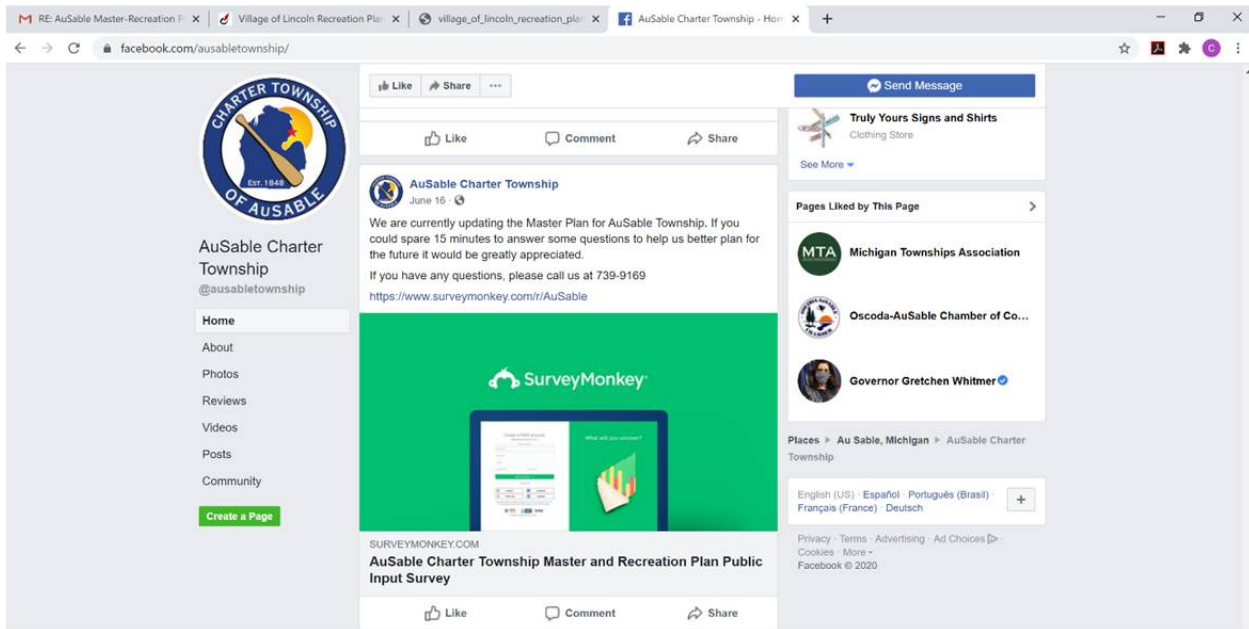 RE: AuSable Master-Recreation P
Village of Lincoln Recreation Plan
village_of_lincoln_recreation_plan
AuSable Charter Township - Hom
facebook.com/ausabletownship/
C
CHARTER TOWNSHIP
EST. 1848
OF AUSABLE
AuSable Charter
Township
@ausabletownship
Home
About
Photos
Reviews
Videos
Posts
Community
Create a Page
Like Share ...
Like Comment Share
AuSable Charter Township
June 16 ·
We are currently updating the Master Plan for AuSable Township. If you
could spare 15 minutes to answer some questions to help us better plan for
the future it would be greatly appreciated.
If you have any questions, please call us at 739-9169
https://www.surveymonkey.com/r/AuSable
SurveyMonkey
What will you uncover?
SURVEYMONKEY.COM
AuSable Charter Township Master and Recreation Plan Public
Input Survey
Like Comment Share
Send Message
Truly Yours Signs and Shirts
Clothing Store
See More
Pages Liked by This Page
MTA
Michigan Townships Association
Oscoda-AuSable Chamber of Co...
Governor Gretchen Whitmer
Places Au Sable, Michigan AuSable Charter
Township
English (US) · Español · Português (Brasil) ·
Français (France) · Deutsch
Privacy · Terms · Advertising · Ad Choices ·
Cookies · More
Facebook © 2020